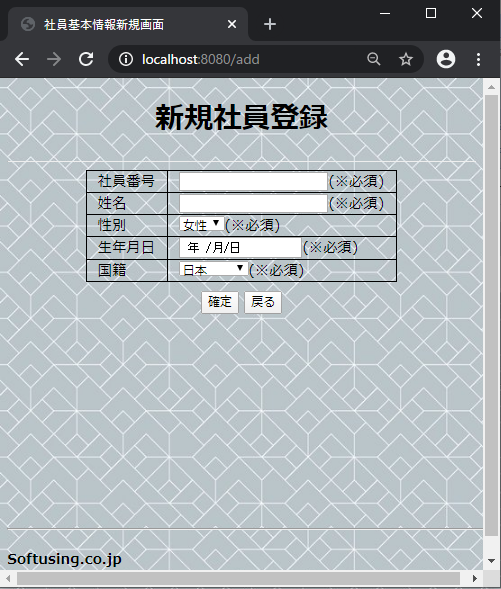 社員基本情報新規画面
localhost:8080/add
新規社員登録
社員番号 (※必須)
姓名 (※必須)
性別 女性 (※必須)
生年月日 年 /月/日 (※必須)
国籍 日本 (※必須)
確定 戻る
Softusing.co.jp